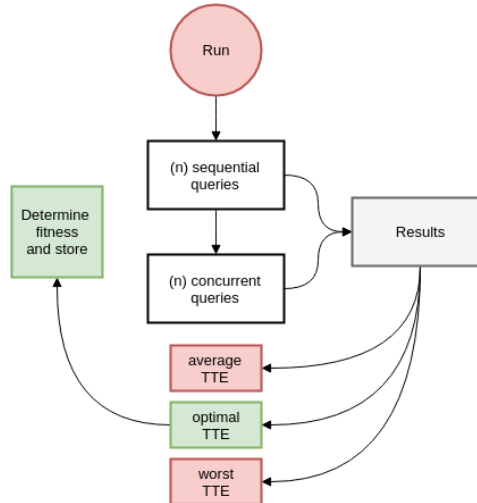 Run
(n) sequential
queries
Determine
fitness
and store
Results
(n) concurrent
queries
average
TTE
optimal
TTE
worst
TTE